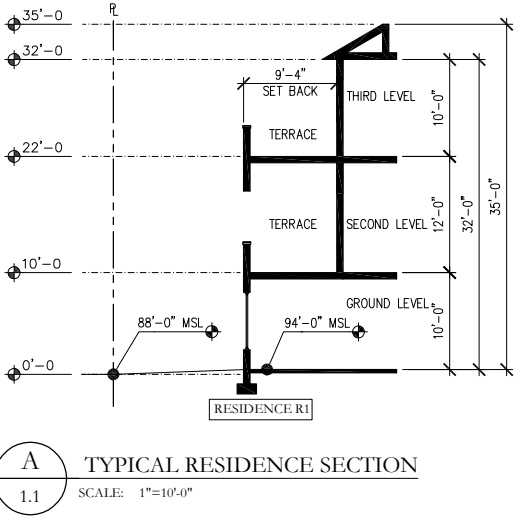 35'-0
PL
32'-0
9'-4"
SET BACK
THIRD LEVEL
10'-0"
TERRACE
22'-0
35'-0"
32'-0"
12'-0"
TERRACE
SECOND LEVEL
10'-0
GROUND LEVEL
10'-0"
88'-0" MSL
94'-0" MSL
0'-0
RESIDENCE R1
A
1.1
TYPICAL RESIDENCE SECTION
SCALE: 1"=10'-0"